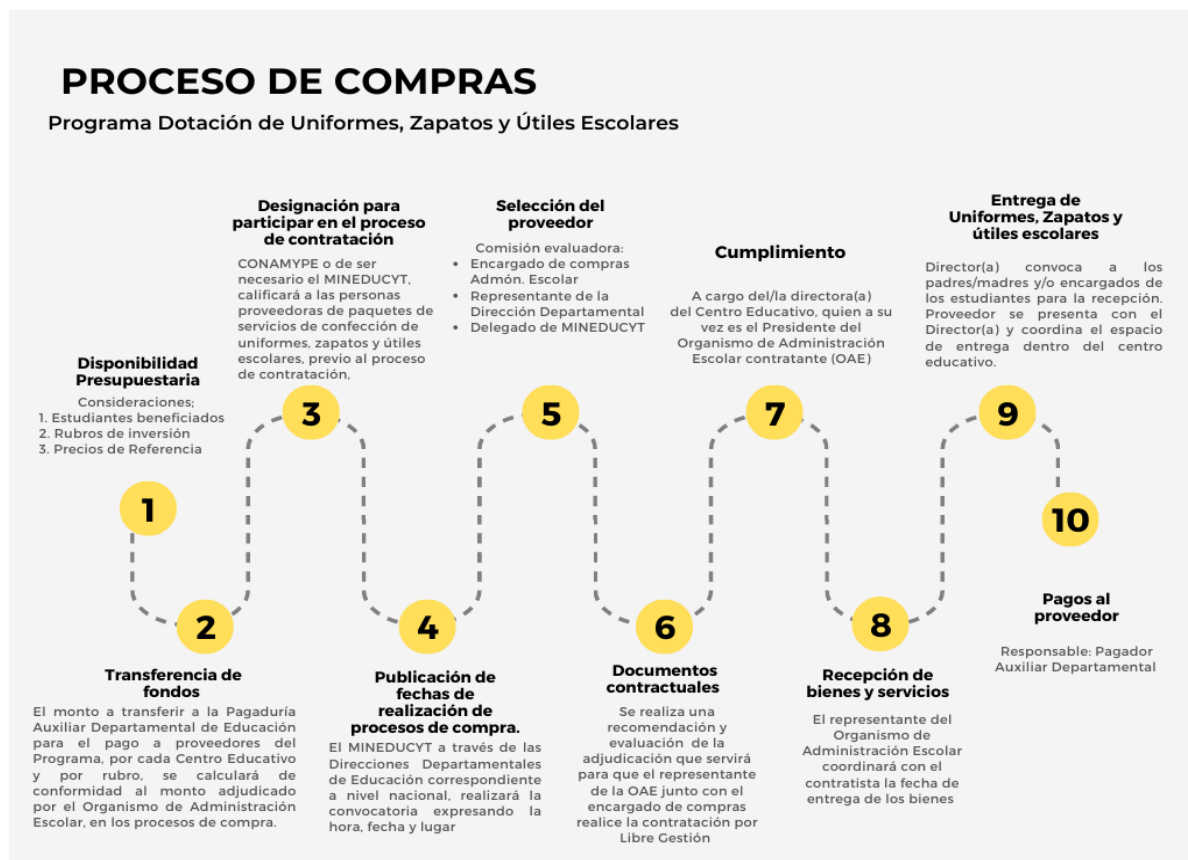 PROCESO DE COMPRAS
Programa Dotación de Uniformes, Zapatos y Útiles Escolares
Disponibilidad
Presupuestaria
Consideraciones;
1. Estudiantes beneficiados
2. Rubros de inversión
3. Precios de Referencia
1
2
Transferencia de
fondos
El monto a transferir a la Pagaduría
Auxiliar Departamental de Educación
para el pago a proveedores del
Programa, por cada Centro Educativo
y por rubro, se calculará de
conformidad al monto adjudicado
por el Organismo de Administración
Escolar, en los procesos de compra.
Designación para
participar en el proceso
de contratación
CONAMYPE o de ser
necesario el MINEDUCYT,
calificará a las personas
proveedoras de paquetes de
servicios de confección de
uniformes, zapatos y útiles
escolares, previo al proceso
de contratación,
3
4
Publicación de
fechas de
realización de
procesos de compra.
El MINEDUCYT a través de las
Direcciones Departamentales
de Educación correspondiente
a nivel nacional, realizará la
convocatoria expresando la
hora, fecha y lugar
Selección del
proveedor
Comisión evaluadora:
• Encargado de compras
Admón. Escolar
• Representante de la
Dirección Departamental
• Delegado de MINEDUCYT
5
6
Documentos
contractuales
Se realiza una
recomendación y
evaluación de la
adjudicación que servirá
para que el representante
de la OAE junto con el
encargado de compras
realice la contratación por
Libre Gestión
Cumplimiento
A cargo del/la directora(a)
del Centro Educativo, quien a su
vez es el Presidente del
Organismo de Administración
Escolar contratante (OAE)
7
8
Recepción de
bienes y servicios
El representante del
Organismo de
Administración Escolar
coordinará con el
contratista la fecha de
entrega de los bienes
Entrega de
Uniformes, Zapatos y
útiles escolares
Director(a) convoca a los
padres/madres y/o encargados de
los estudiantes para la recepción.
Proveedor se presenta con el
Director(a) y coordina el espacio
de entrega dentro del centro
educativo.
9
10
Pagos al
proveedor
Responsable: Pagador
Auxiliar Departamental